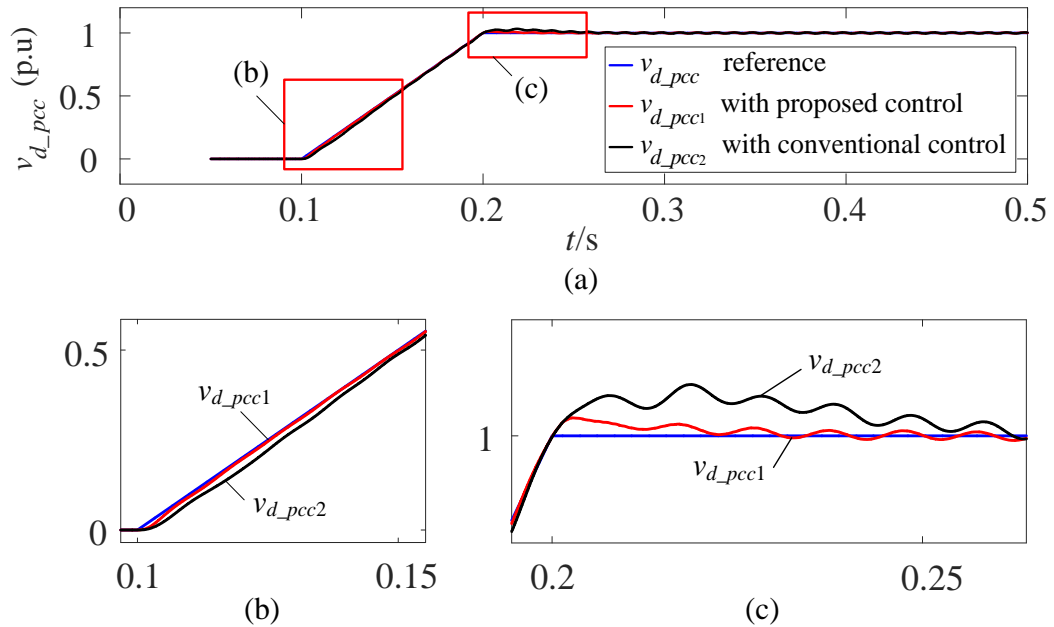 v_d_pcc (p.u)
1
0.5
0
(b)
(c)
v_d_pcc reference
v_d_pcc1 with proposed control
v_d_pcc2 with conventional control
0 0.1 0.2 0.3 0.4 0.5
t/s
(a)
0.5
0
v_d_pcc1
v_d_pcc2
0.1 0.15
(b)
1
v_d_pcc2
v_d_pcc1
0.2 0.25
(c)